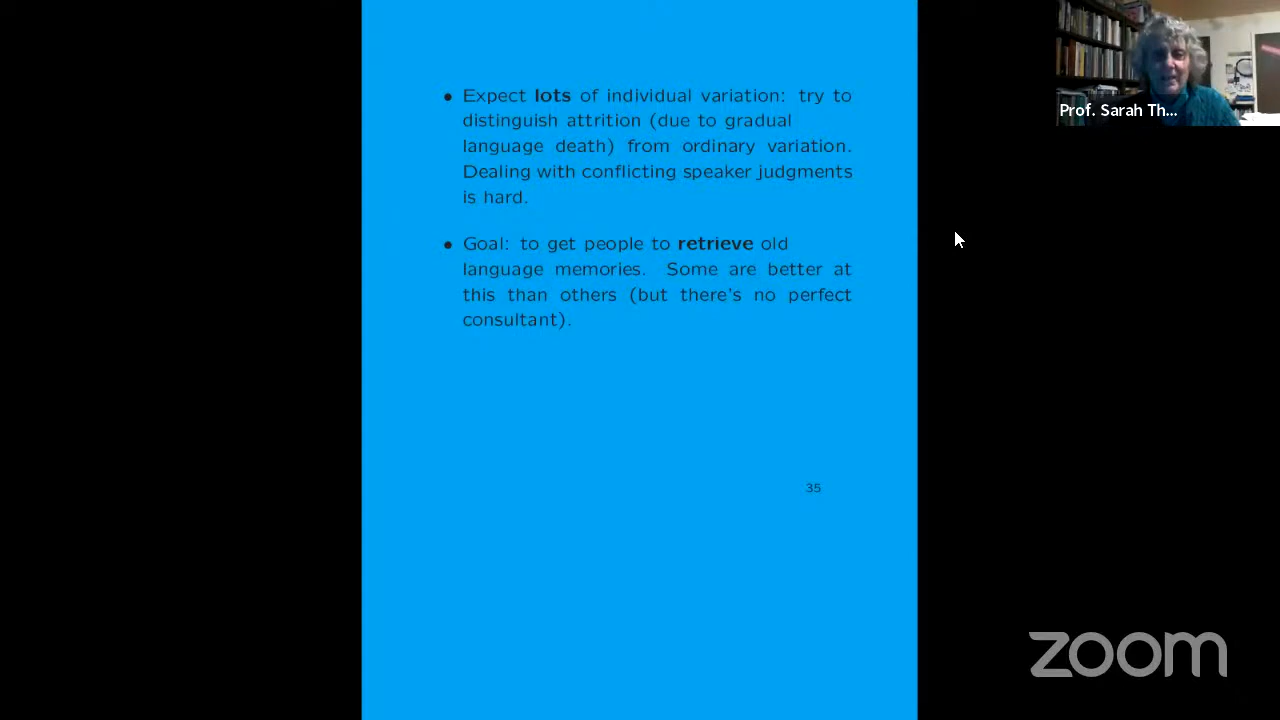 Prof. Sarah Th...
• Expect lots of individual variation: try to
distinguish attrition (due to gradual
language death) from ordinary variation.
Dealing with conflicting speaker judgments
is hard.
• Goal: to get people to retrieve old
language memories. Some are better at
this than others (but there's no perfect
consultant).
35
zoom